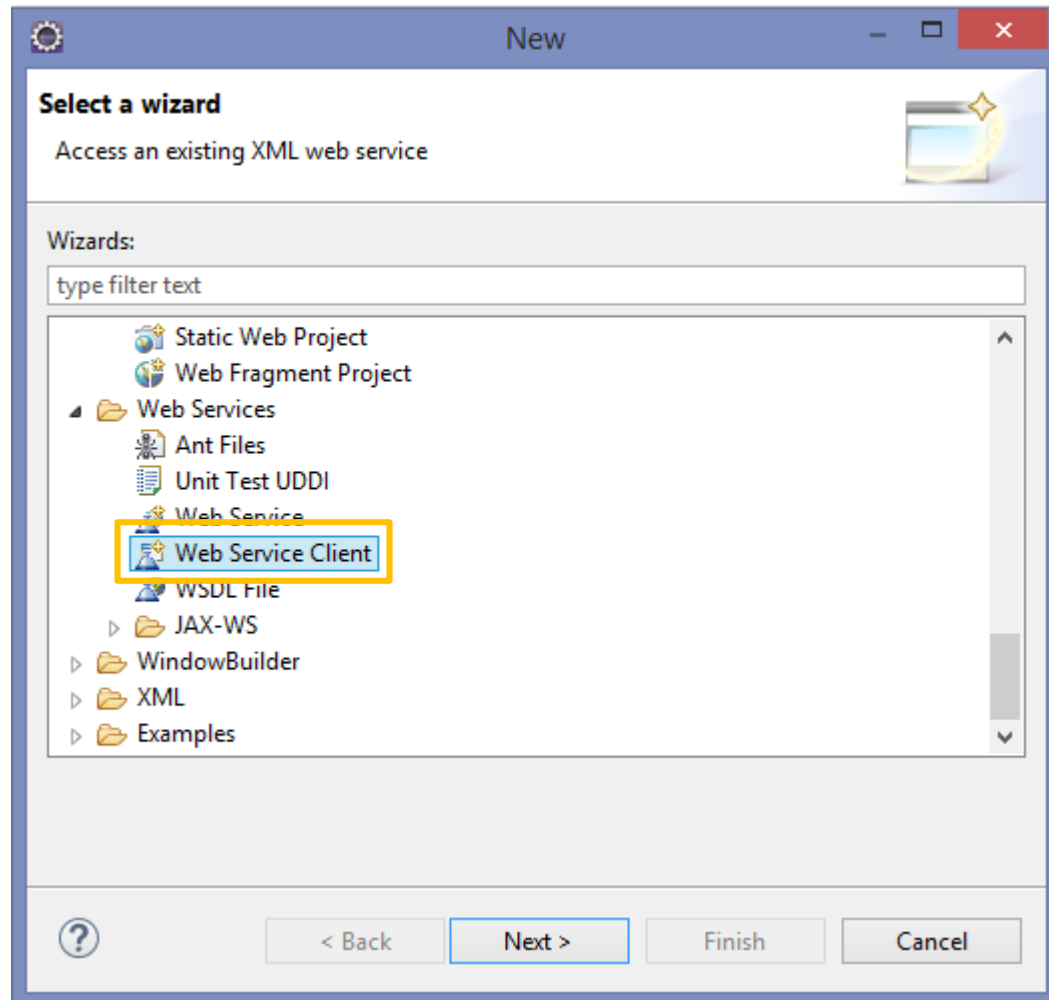 New
Select a wizard
Access an existing XML web service
Wizards:
type filter text
Static Web Project
Web Fragment Project
Web Services
Ant Files
Unit Test UDDI
Web Service
Web Service Client
WSDL File
JAX-WS
WindowBuilder
XML
Examples
? < Back Next > Finish Cancel